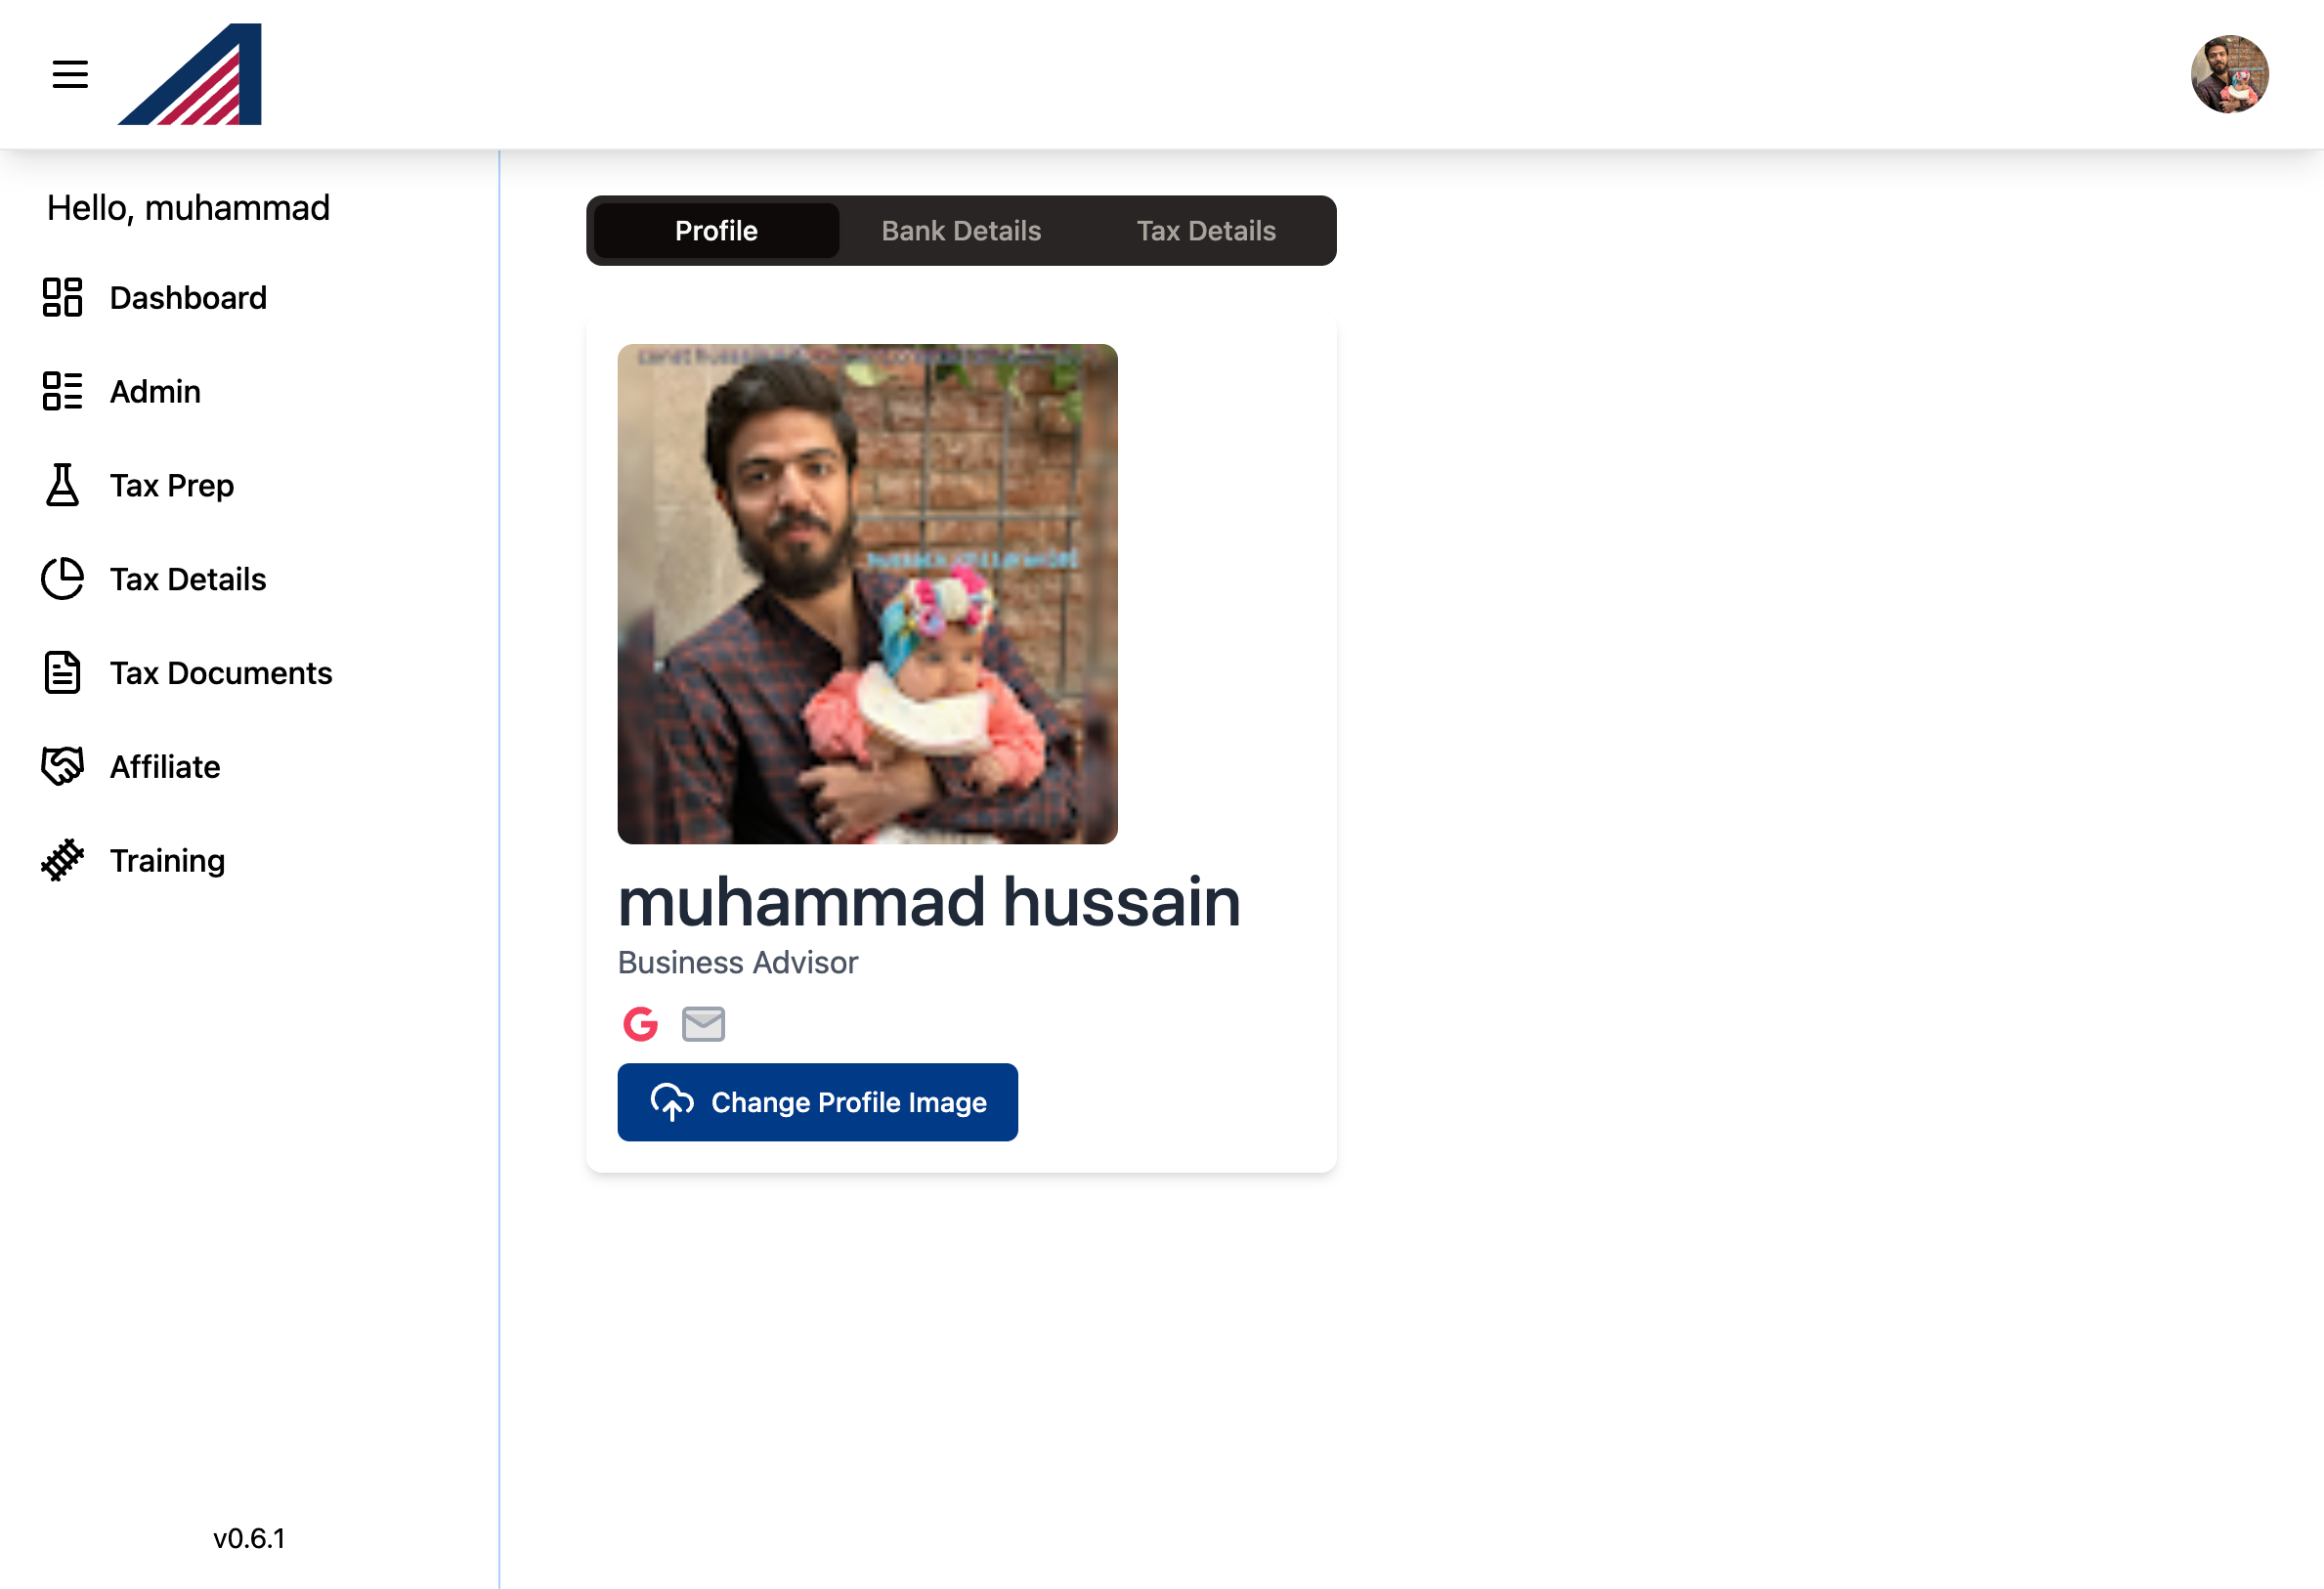 Hello, muhammad
Dashboard
Admin
Tax Prep
Tax Details
Tax Documents
Affiliate
Training
v0.6.1
Profile Bank Details Tax Details
muhammad hussain
Business Advisor
Change Profile Image